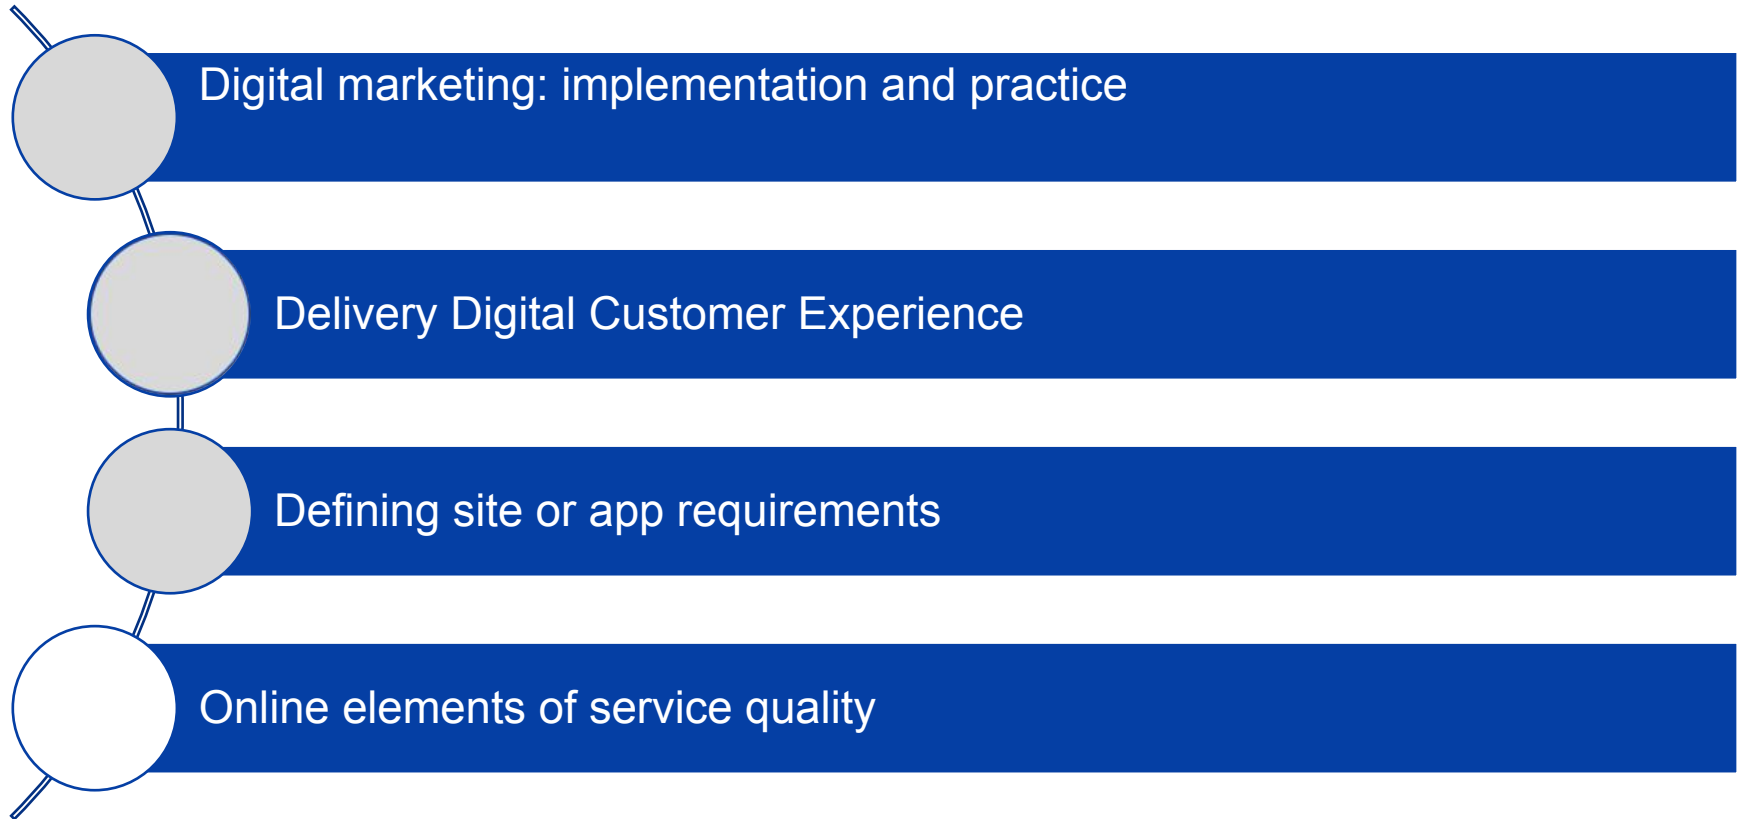 Digital marketing: implementation and practice
Delivery Digital Customer Experience
Defining site or app requirements
Online elements of service quality